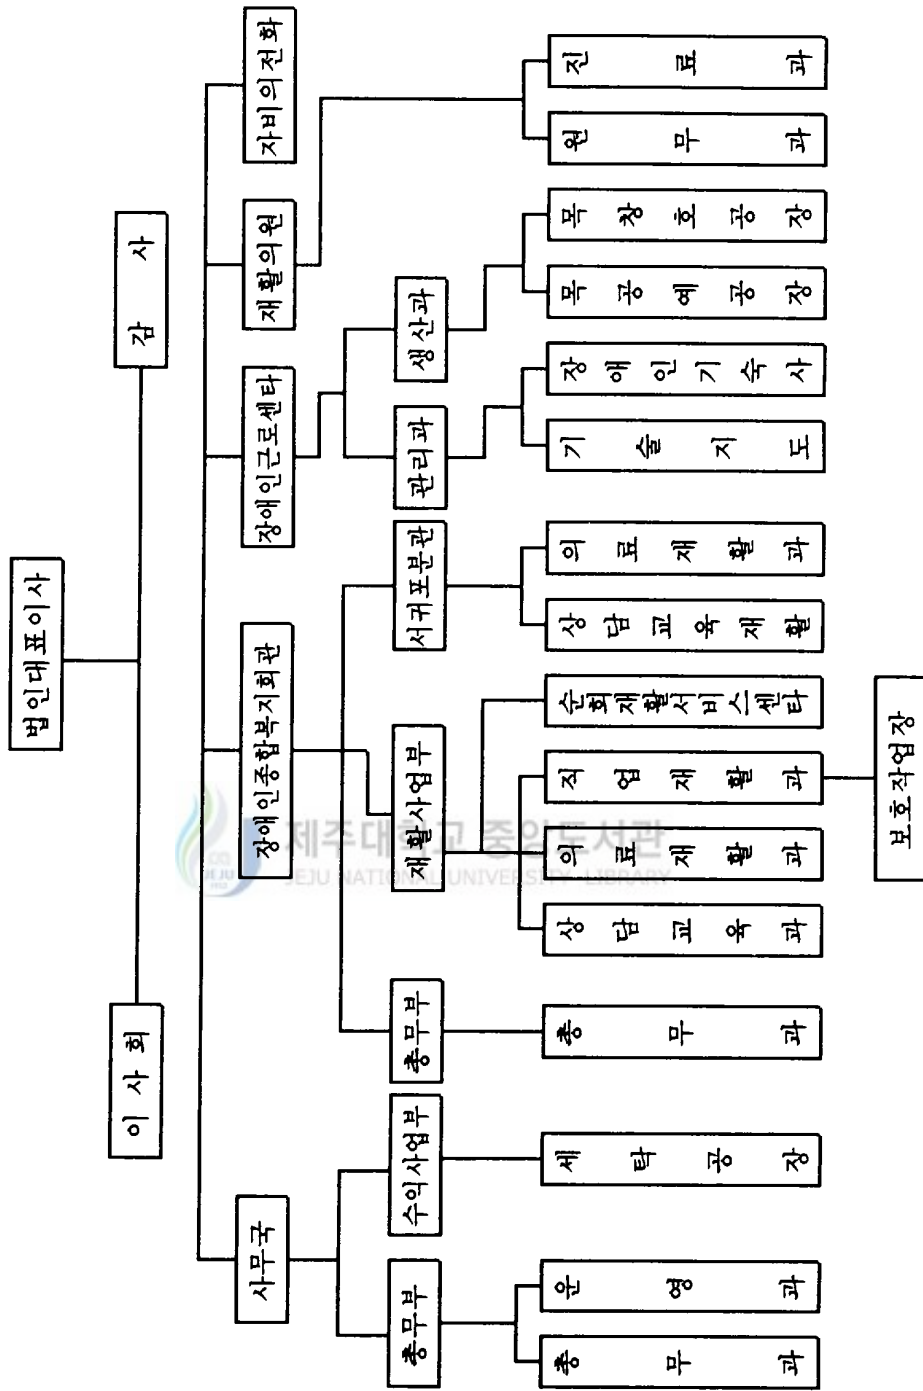 법인대표이사
이사회
감사
사무국
장애인종합복지회관
장애인근로센타
재활의원
자비의전화
총무부
수익사업부
총무부
재활사업부
서귀포분관
관리과
생산과
총무과
운영과
세탁공장
총무과
상담교육과
의료재활과
직업재활과
순회재활서비스센타
상담교육재활
의료재활과
기술지도
장애인기숙사
목공예공장
목창호공장
원무과
진료과
보호작업장
제주대학교 중앙도서관
JEJU NATIONAL UNIVERSITY LIBRARY
JEJU
1952